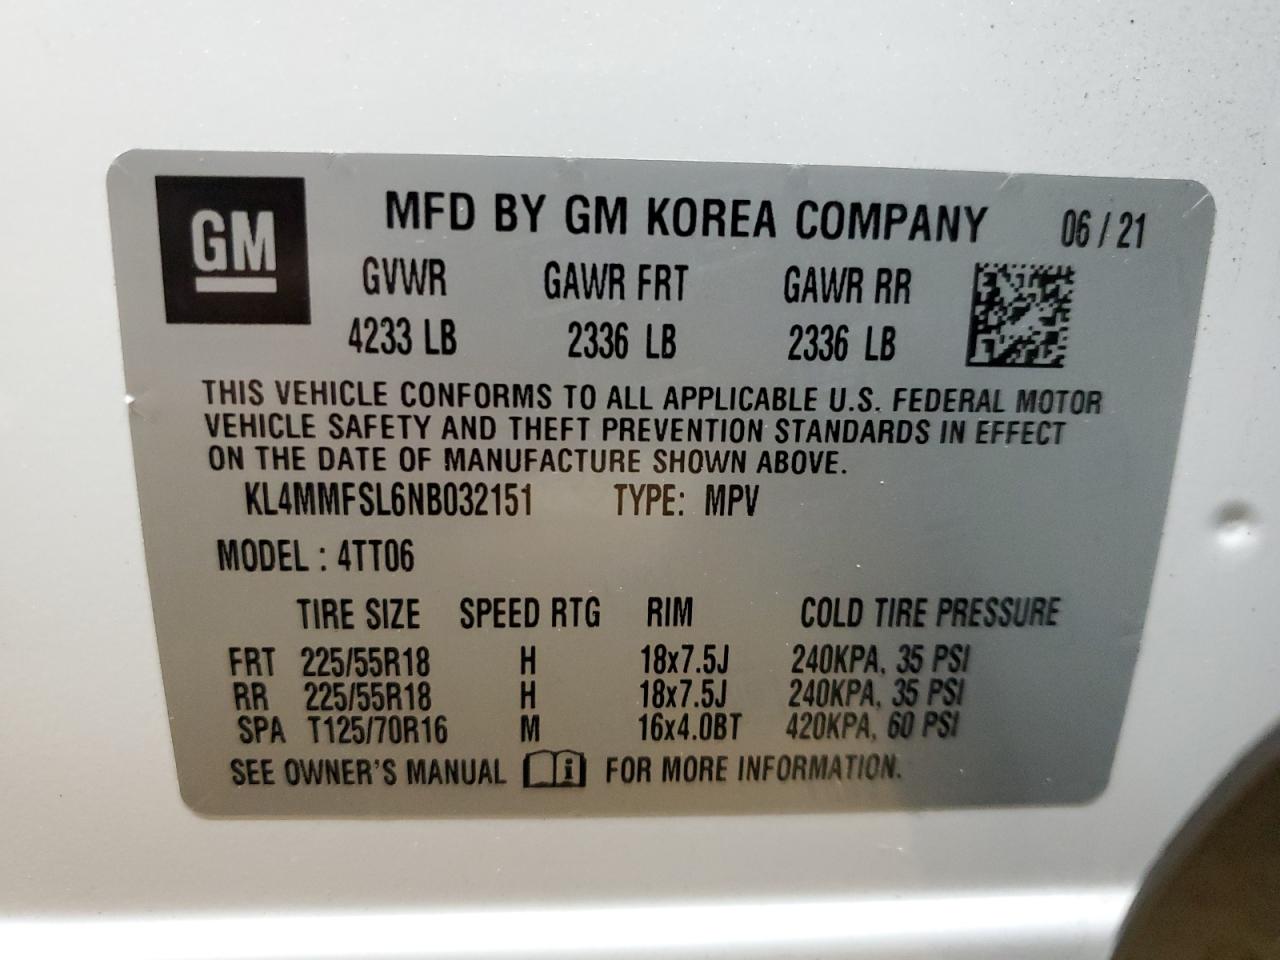 GM
MFD BY GM KOREA COMPANY 06 / 21
GVWR GAWR FRT GAWR RR
4233 LB 2336 LB 2336 LB
THIS VEHICLE CONFORMS TO ALL APPLICABLE U.S. FEDERAL MOTOR
VEHICLE SAFETY AND THEFT PREVENTION STANDARDS IN EFFECT
ON THE DATE OF MANUFACTURE SHOWN ABOVE.
KL4MMFSL6NB032151 TYPE: MPV
MODEL : 4TT06
TIRE SIZE SPEED RTG RIM COLD TIRE PRESSURE
FRT 225/55R18 H 18x7.5J 240KPA, 35 PSI
RR 225/55R18 H 18x7.5J 240KPA, 35 PSI
SPA T125/70R16 M 16x4.0BT 420KPA, 60 PSI
SEE OWNER'S MANUAL i FOR MORE INFORMATION.